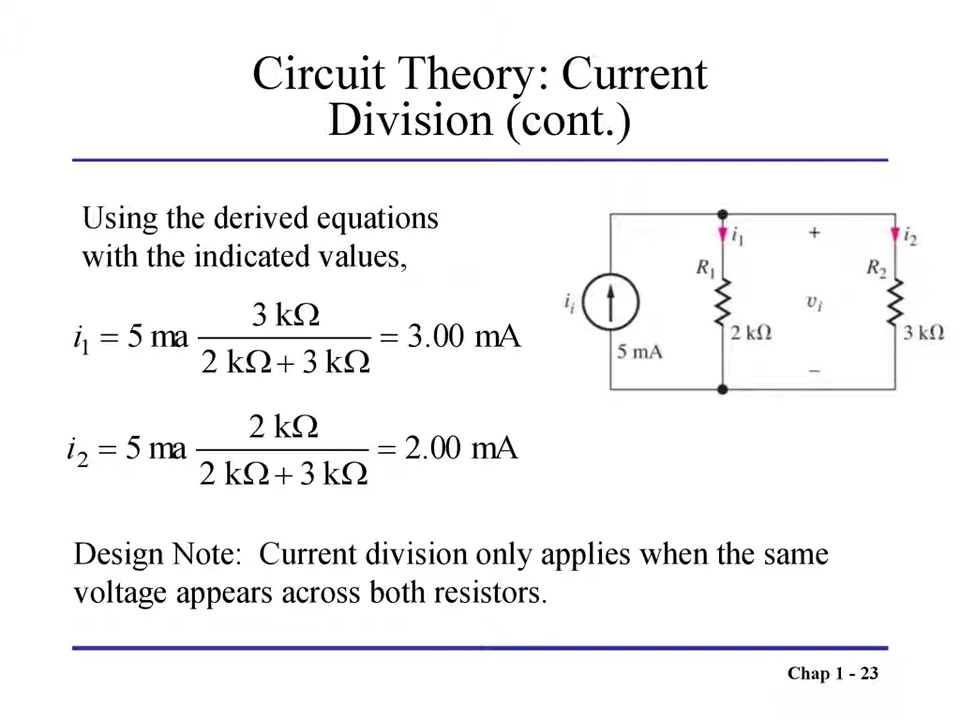 Circuit Theory: Current
Division (cont.)
Using the derived equations
with the indicated values,
i₁ = 5 ma 3 kΩ / 2 kΩ + 3 kΩ = 3.00 mA
i₂ = 5 ma 2 kΩ / 2 kΩ + 3 kΩ = 2.00 mA
iᵢ
5 mA
i₁
R₁
2 kΩ
+
vᵢ
–
i₂
R₂
3 kΩ
Design Note: Current division only applies when the same
voltage appears across both resistors.
Chap 1 - 23